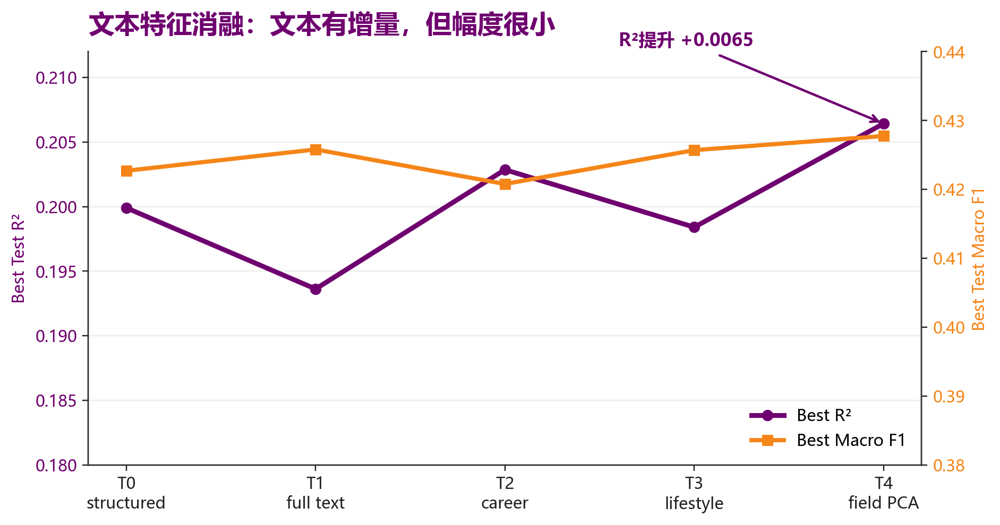 文本特征消融：文本有增量，但幅度很小
R²提升 +0.0065
Best Test R²
0.210
0.205
0.200
0.195
0.190
0.185
0.180
0.44
0.43
0.42
0.41
0.40
0.39
0.38
Best Test Macro F1
Best R²
Best Macro F1
T0
structured
T1
full text
T2
career
T3
lifestyle
T4
field PCA